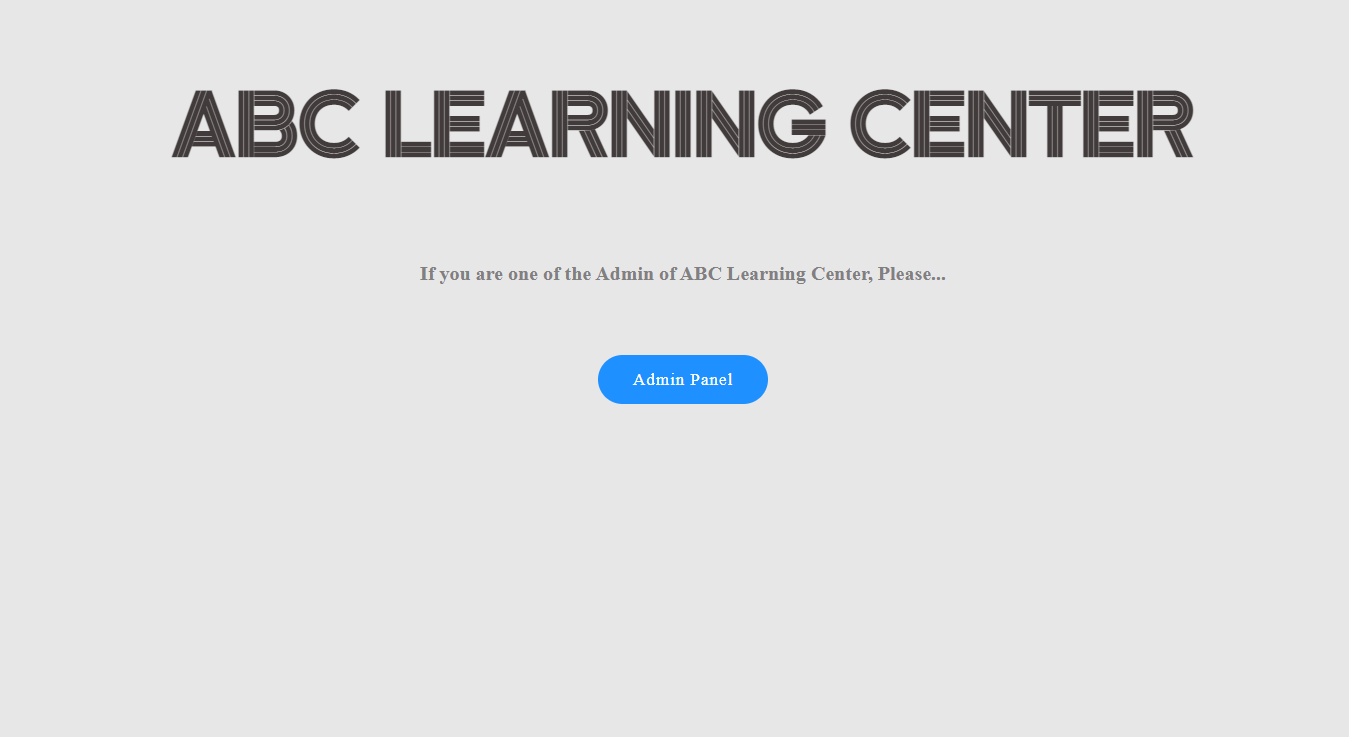 ABC LEARNING CENTER
If you are one of the Admin of ABC Learning Center, Please...
Admin Panel